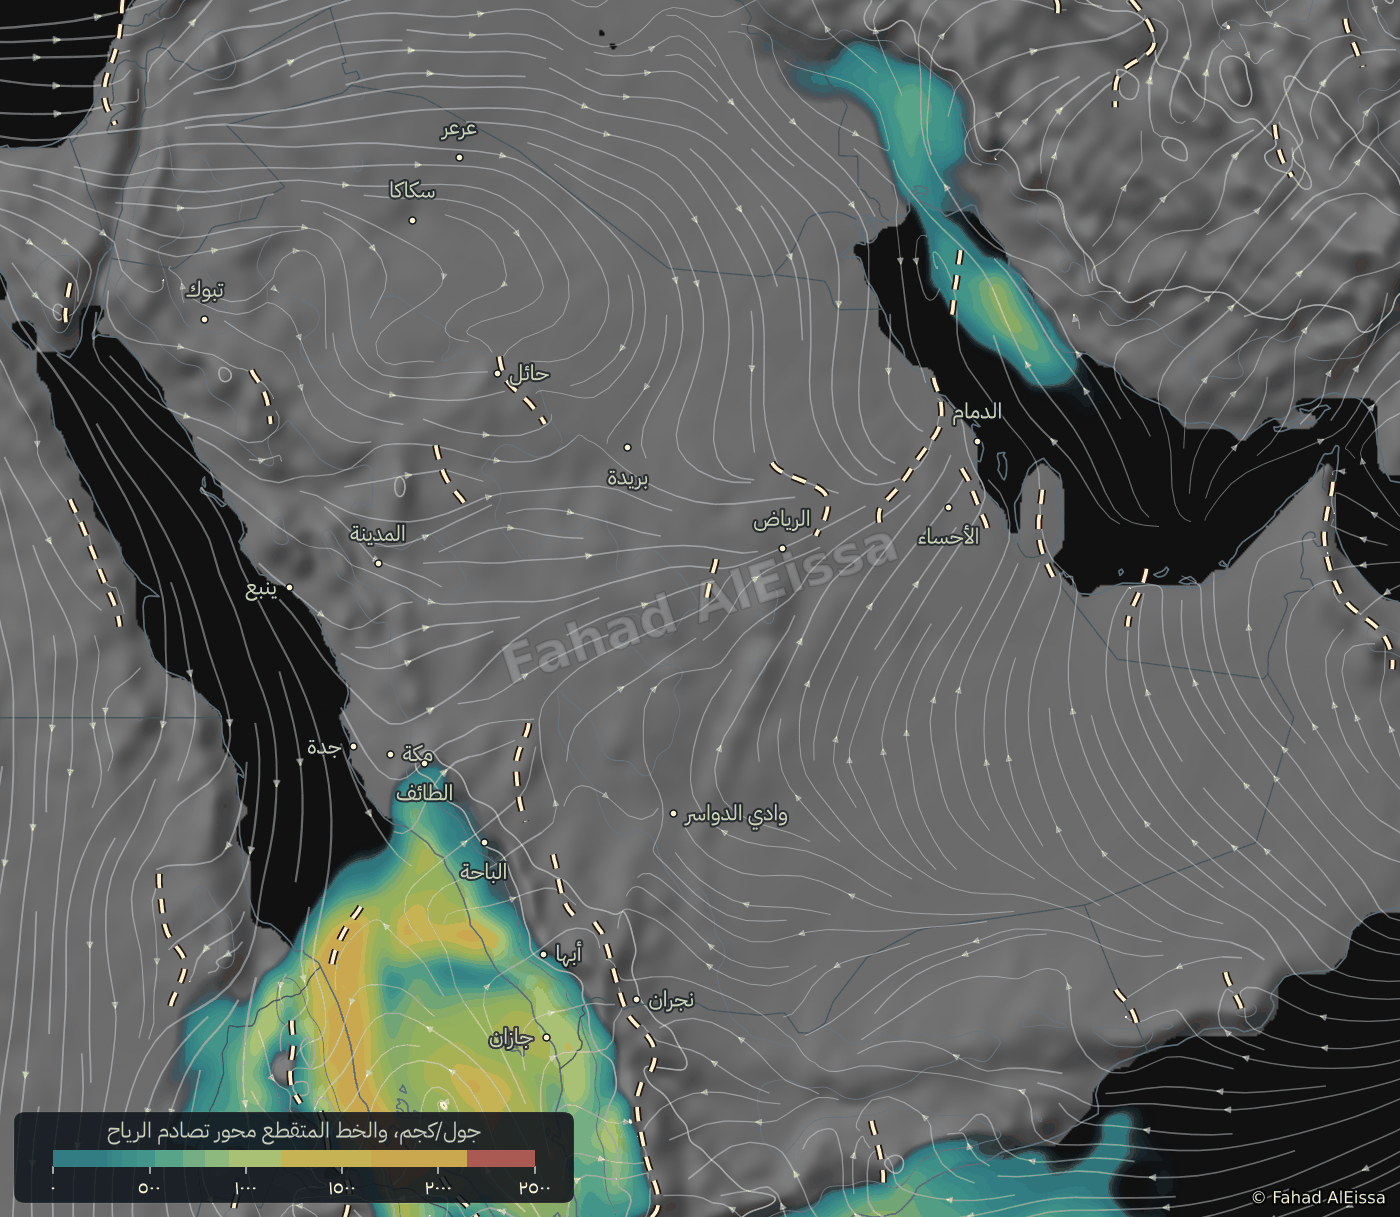 عرعر
سكاكا
تبوك
حائل
الدمام
بريدة
الرياض
الأحساء
المدينة
ينبع
Fahad AlEissa
جدة
مكة
الطائف
وادي الدواسر
الباحة
أبها
نجران
جازان
جول/كجم، والخط المتقطع محور تصادم الرياح
٠ ٥٠٠ ١٠٠٠ ١٥٠٠ ٢٠٠٠ ٢٥٠٠
© Fahad AlEissa